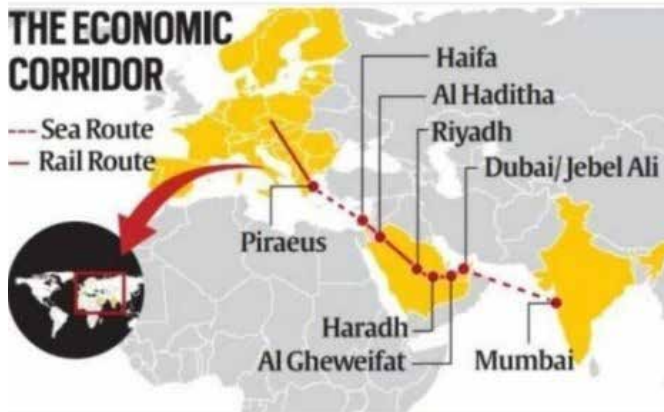 THE ECONOMIC
CORRIDOR
Sea Route
Rail Route
Haifa
Al Haditha
Riyadh
Dubai/Jebel Ali
Piraeus
Haradh
Al Gheweifat
Mumbai